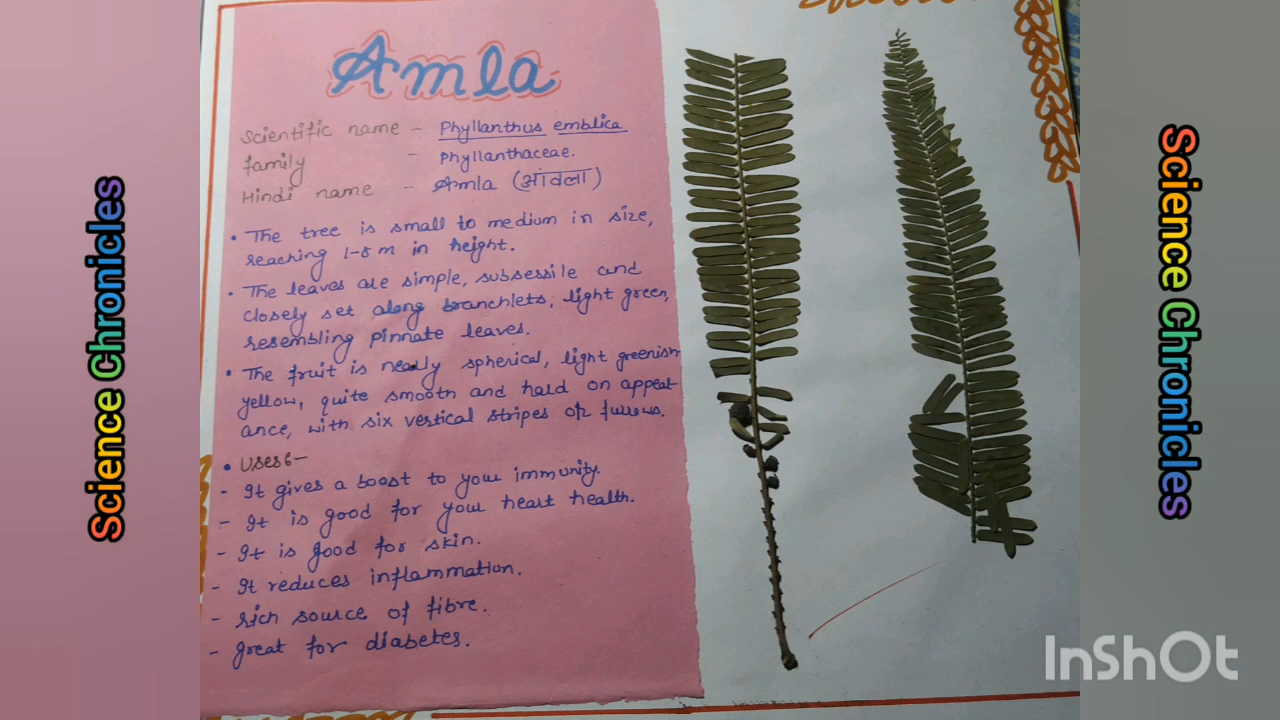 Amla
Scientific name - Phyllanthus emblica
family - Phyllanthaceae.
Hindi name - Amla (आंवला)
• The tree is small to medium in size,
reaching 1-8 m in height.
• The leaves are simple, subsessile and
closely set along branchlets, light green,
resembling pinnate leaves.
• The fruit is nearly spherical, light greenish
yellow, quite smooth and hard on appear-
ance, with six vertical stripes or furrows.
• Uses:-
- It gives a boost to your immunity.
- It is good for your heart health.
- It is good for skin.
- It reduces inflammation.
- rich source of fibre.
- great for diabetes.
Science Chronicles
Science Chronicles
InShOt